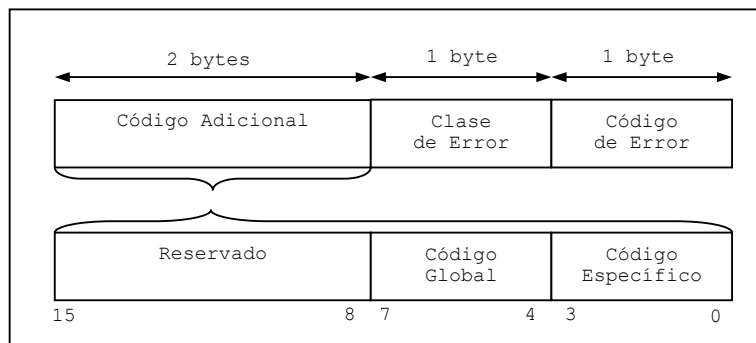 2 bytes 1 byte 1 byte
Código Adicional Clase Código
de Error de Error
Reservado Código Código
Global Específico
15 8 7 4 3 0